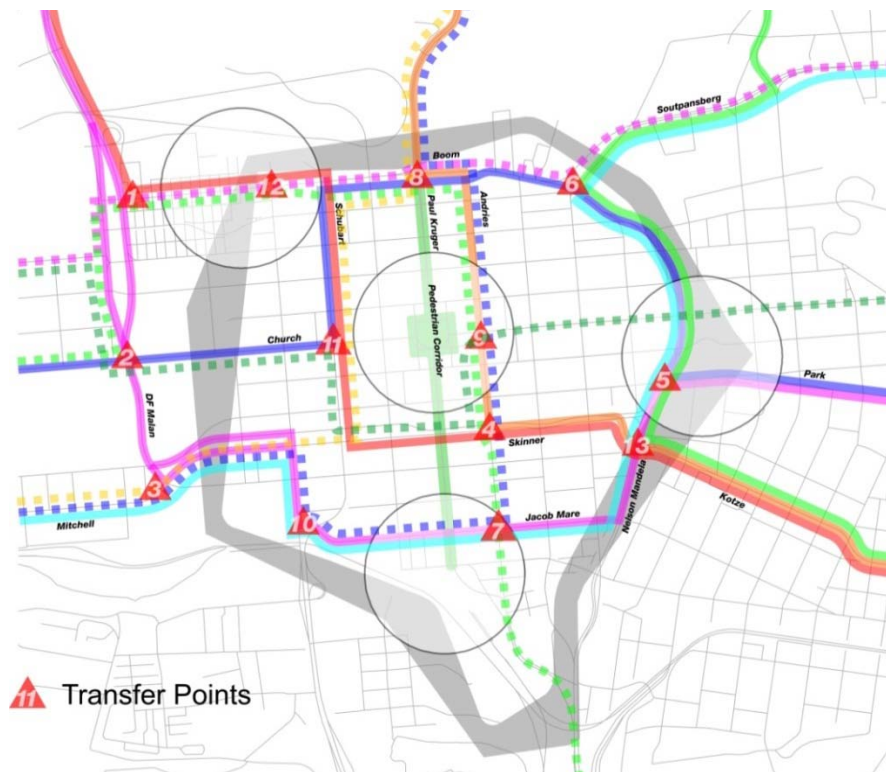 Soutpansberg
Boom
6
8
12
1
Schubart
Paul Kruger
Andries
Pedestrian Corridor
Church
11
9
2
5
Park
DF Malan
4
Skinner
13
3
Nelson Mandela
Kotze
Mitchell
10
Jacob Mare
7
11 Transfer Points